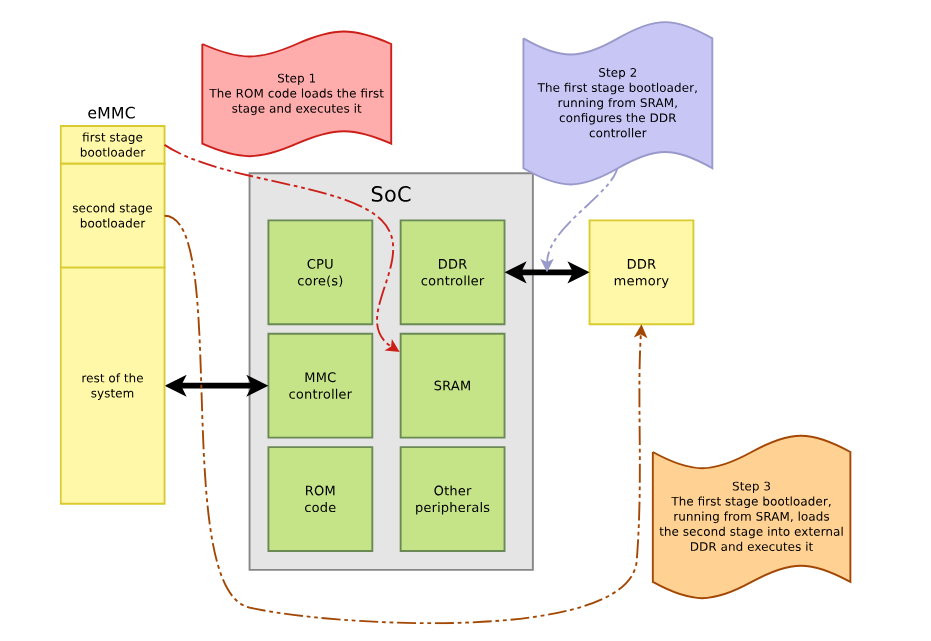 Step 1
The ROM code loads the first
stage and executes it
Step 2
The first stage bootloader,
running from SRAM,
configures the DDR
controller
eMMC
first stage
bootloader
second stage
bootloader
rest of the
system
SoC
CPU
core(s)
DDR
controller
DDR
memory
MMC
controller
SRAM
ROM
code
Other
peripherals
Step 3
The first stage bootloader,
running from SRAM, loads
the second stage into external
DDR and executes it